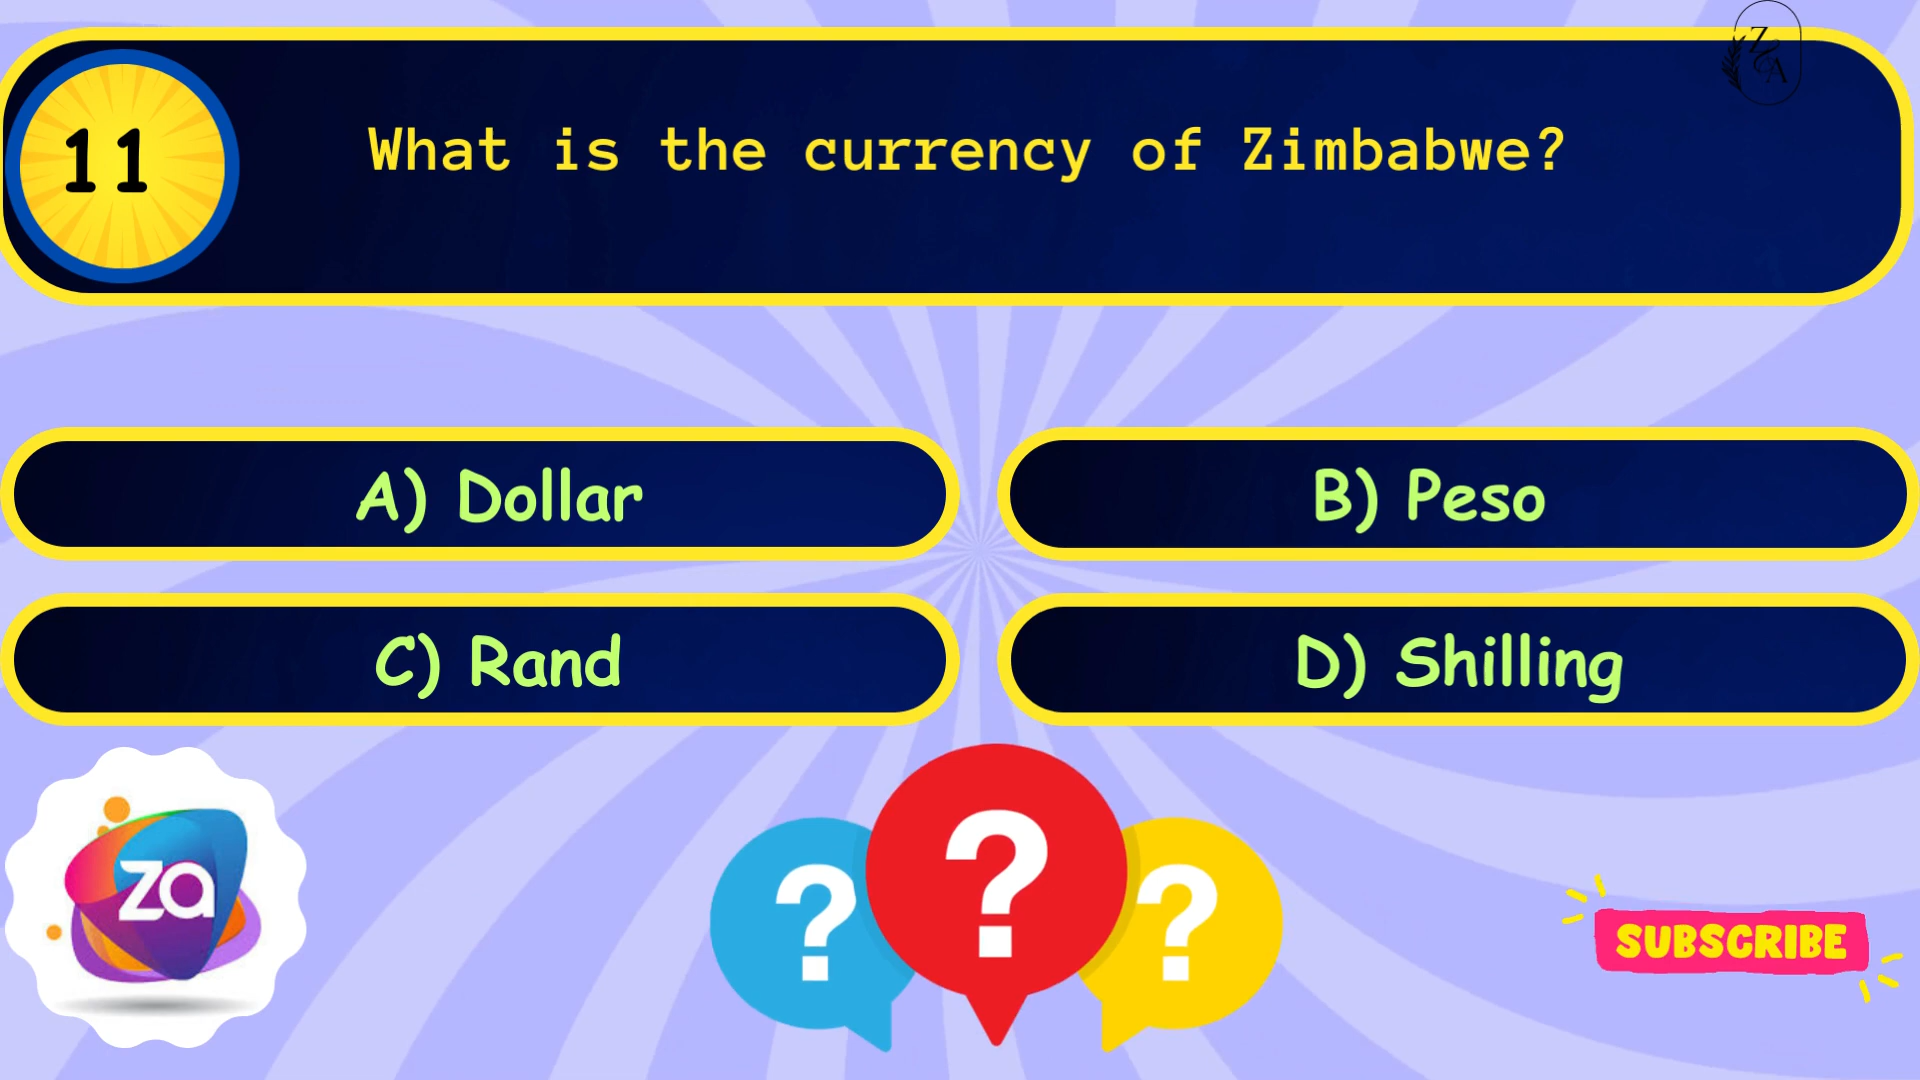 Z
A
11
What is the currency of Zimbabwe?
A) Dollar
B) Peso
C) Rand
D) Shilling
za
? ? ?
SUBSCRIBE